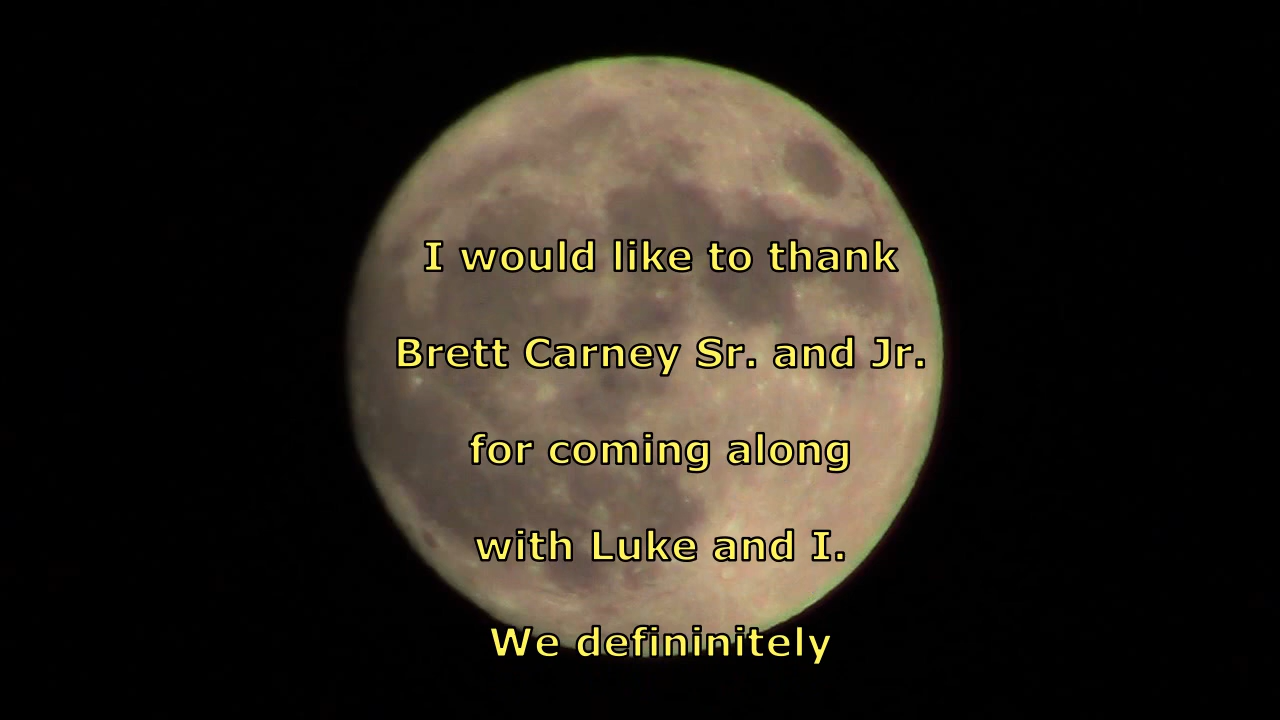 I would like to thank
Brett Carney Sr. and Jr.
for coming along
with Luke and I.
We defininitely